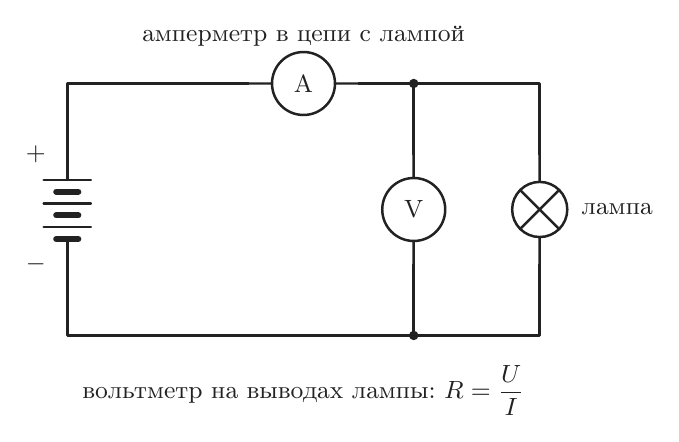 амперметр в цепи с лампой
A
+
V
лампа
−
вольтметр на выводах лампы: R = U/I